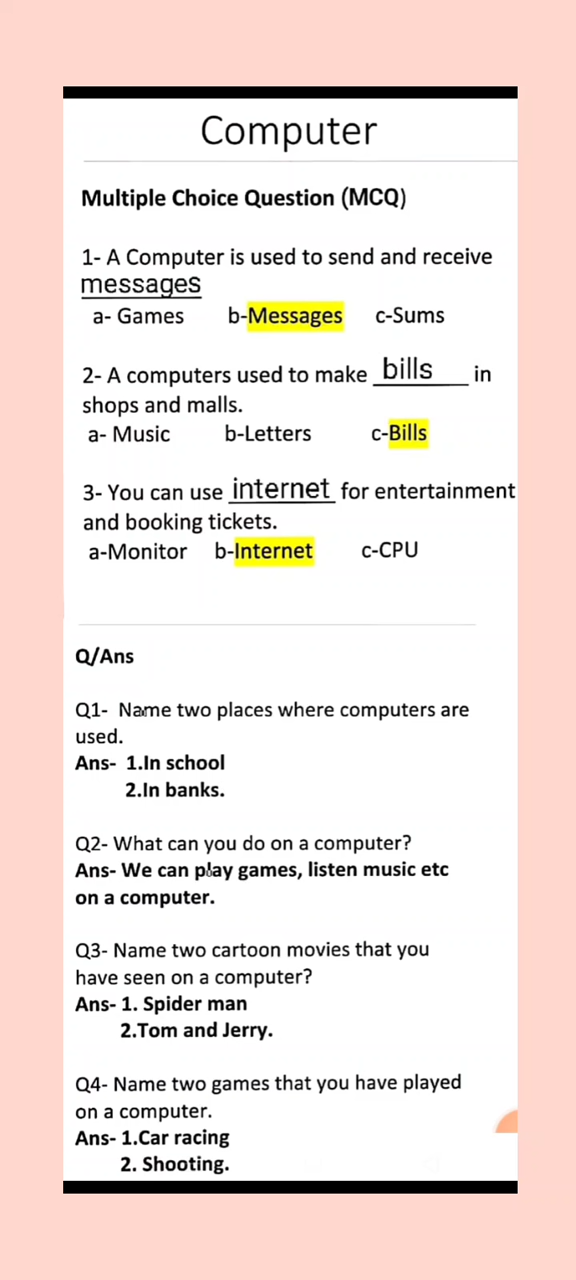 Computer
Multiple Choice Question (MCQ)
1- A Computer is used to send and receive
messages
a- Games b-Messages c-Sums
2- A computers used to make bills in
shops and malls.
a- Music b-Letters c-Bills
3- You can use internet for entertainment
and booking tickets.
a-Monitor b-Internet c-CPU
Q/Ans
Q1- Name two places where computers are
used.
Ans- 1.In school
2.In banks.
Q2- What can you do on a computer?
Ans- We can play games, listen music etc
on a computer.
Q3- Name two cartoon movies that you
have seen on a computer?
Ans- 1. Spider man
2.Tom and Jerry.
Q4- Name two games that you have played
on a computer.
Ans- 1.Car racing
2. Shooting.